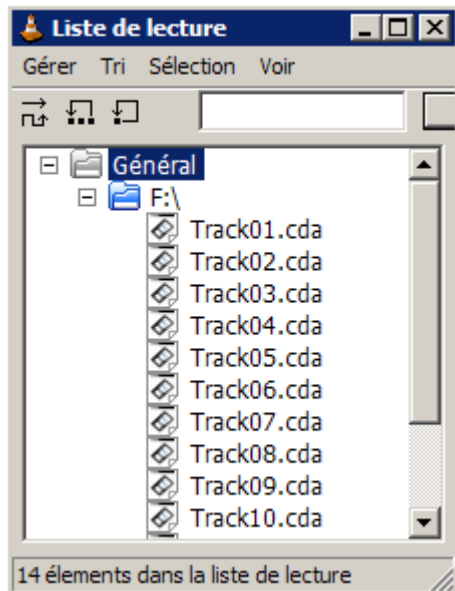 Liste de lecture
Gérer Tri Sélection Voir
Général
F:\
Track01.cda
Track02.cda
Track03.cda
Track04.cda
Track05.cda
Track06.cda
Track07.cda
Track08.cda
Track09.cda
Track10.cda
14 élements dans la liste de lecture